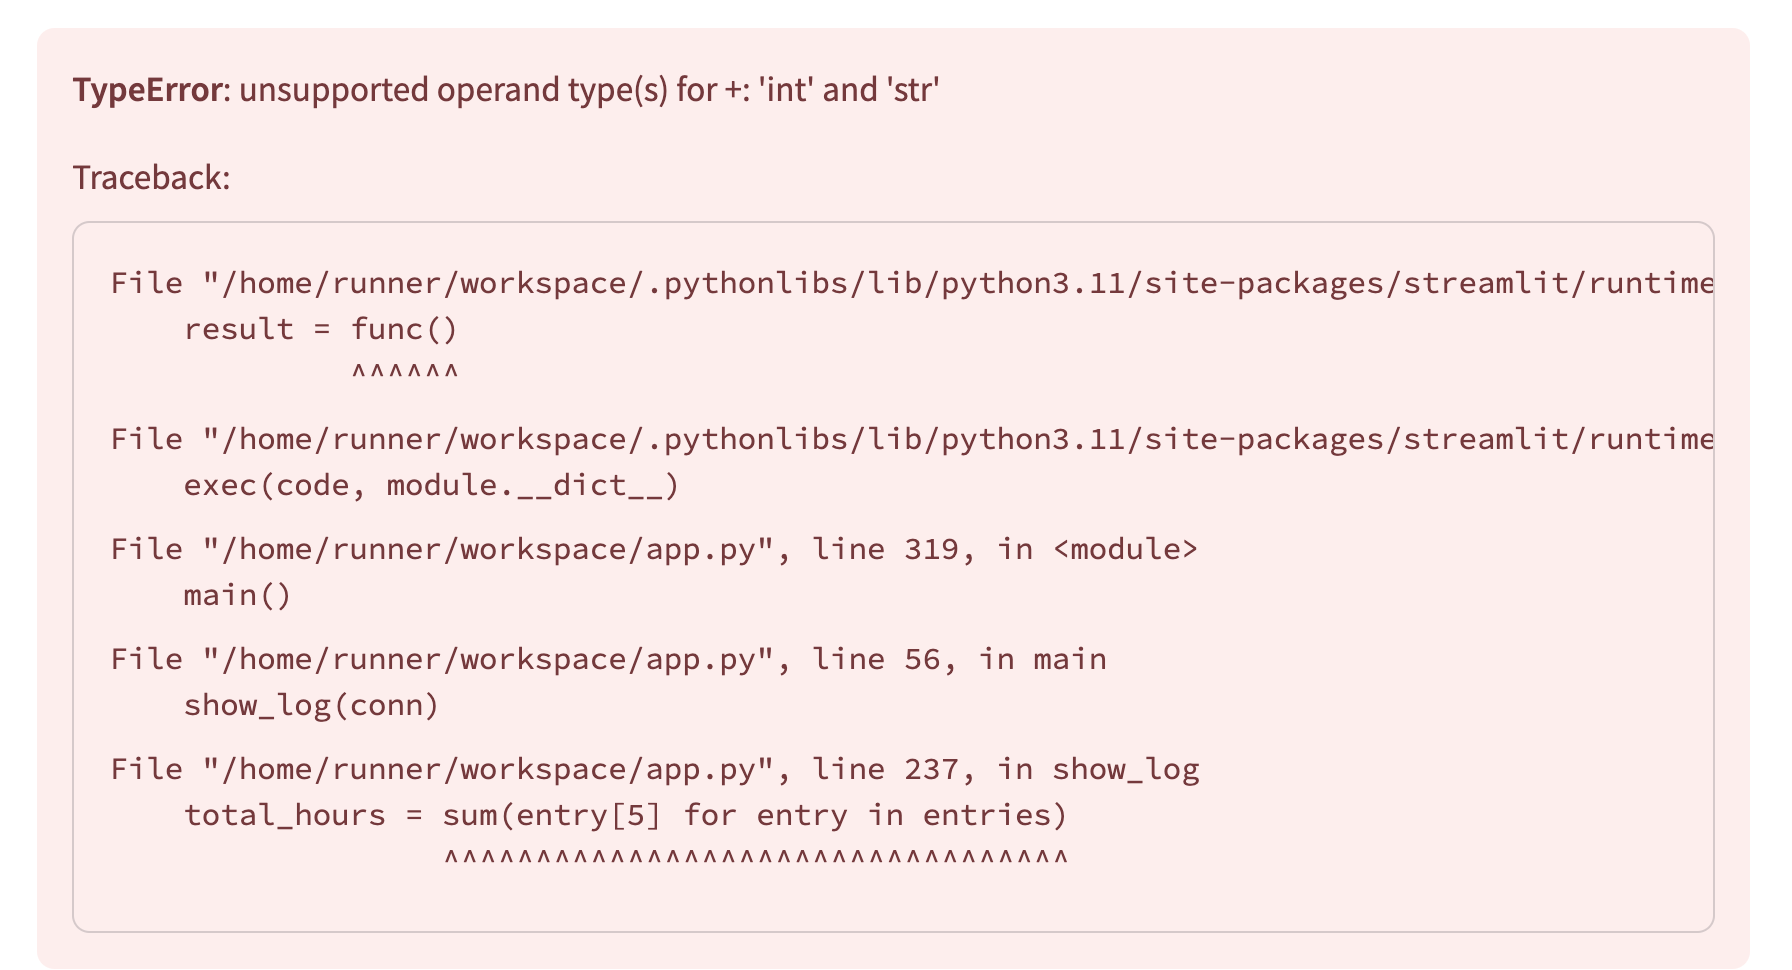 TypeError: unsupported operand type(s) for +: 'int' and 'str'
Traceback:
File "/home/runner/workspace/.pythonlibs/lib/python3.11/site-packages/streamlit/runtime
result = func()
^^^^^^
File "/home/runner/workspace/.pythonlibs/lib/python3.11/site-packages/streamlit/runtime
exec(code, module.__dict__)
File "/home/runner/workspace/app.py", line 319, in <module>
main()
File "/home/runner/workspace/app.py", line 56, in main
show_log(conn)
File "/home/runner/workspace/app.py", line 237, in show_log
total_hours = sum(entry[5] for entry in entries)
^^^^^^^^^^^^^^^^^^^^^^^^^^^^^^^^^^